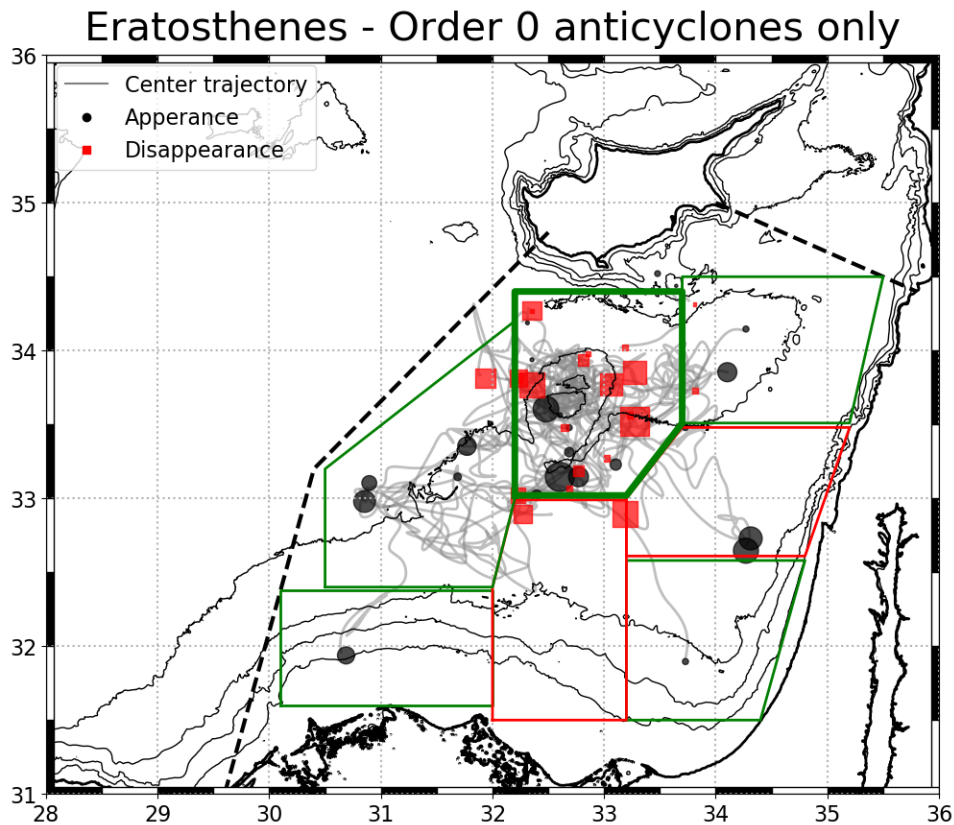 Eratosthenes - Order 0 anticyclones only
Center trajectory
Apperance
Disappearance
36
35
34
33
32
31
28 29 30 31 32 33 34 35 36